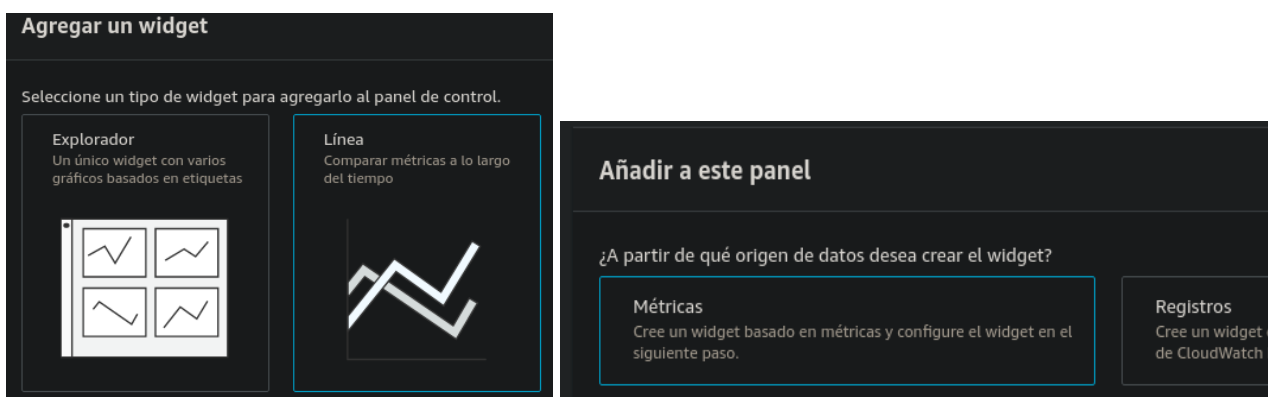 Agregar un widget
Seleccione un tipo de widget para agregarlo al panel de control.
Explorador
Un único widget con varios
gráficos basados en etiquetas
Línea
Comparar métricas a lo largo
del tiempo
Añadir a este panel
¿A partir de qué origen de datos desea crear el widget?
Métricas
Cree un widget basado en métricas y configure el widget en el
siguiente paso.
Registros
Cree un widget
de CloudWatch